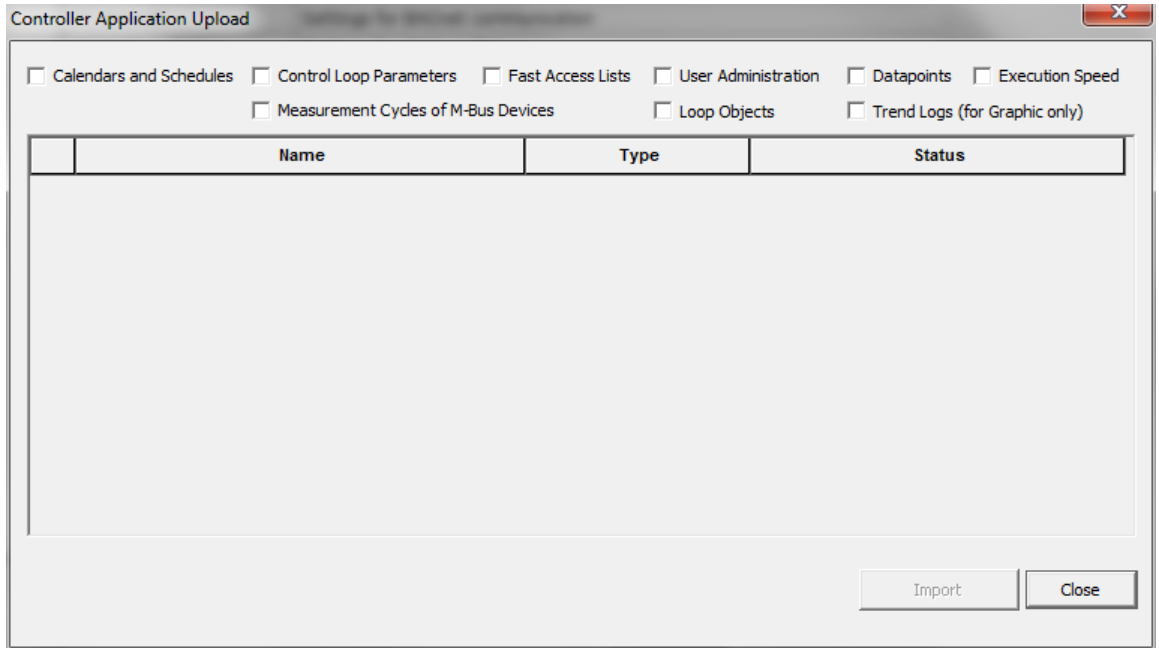 Controller Application Upload
Calendars and Schedules Control Loop Parameters Fast Access Lists User Administration Datapoints Execution Speed
Measurement Cycles of M-Bus Devices Loop Objects Trend Logs (for Graphic only)
Name Type Status
Import Close